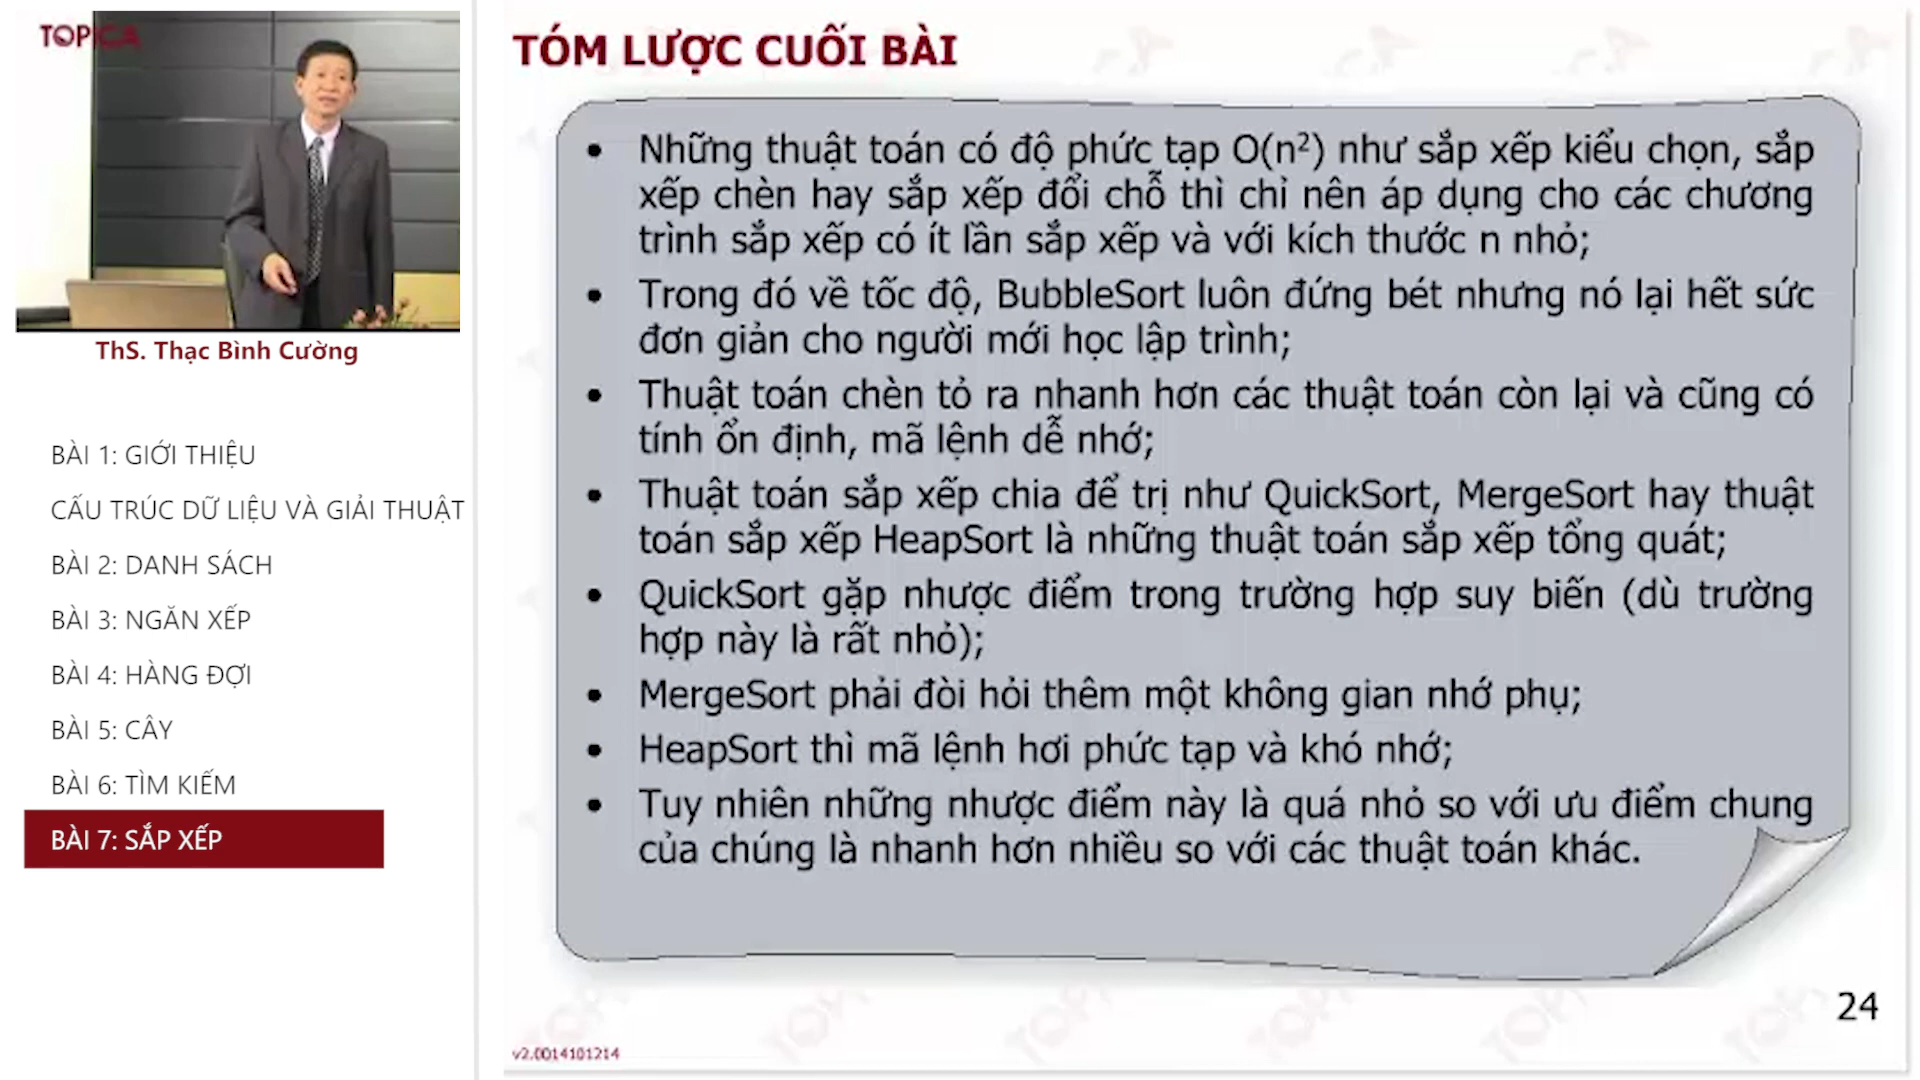 TOPICA
ThS. Thạc Bình Cường
BÀI 1: GIỚI THIỆU
CẤU TRÚC DỮ LIỆU VÀ GIẢI THUẬT
BÀI 2: DANH SÁCH
BÀI 3: NGĂN XẾP
BÀI 4: HÀNG ĐỢI
BÀI 5: CÂY
BÀI 6: TÌM KIẾM
BÀI 7: SẮP XẾP
TÓM LƯỢC CUỐI BÀI
• Những thuật toán có độ phức tạp O(n²) như sắp xếp kiểu chọn, sắp
xếp chèn hay sắp xếp đổi chỗ thì chỉ nên áp dụng cho các chương
trình sắp xếp có ít lần sắp xếp và với kích thước n nhỏ;
• Trong đó về tốc độ, BubbleSort luôn đứng bét nhưng nó lại hết sức
đơn giản cho người mới học lập trình;
• Thuật toán chèn tỏ ra nhanh hơn các thuật toán còn lại và cũng có
tính ổn định, mã lệnh dễ nhớ;
• Thuật toán sắp xếp chia để trị như QuickSort, MergeSort hay thuật
toán sắp xếp HeapSort là những thuật toán sắp xếp tổng quát;
• QuickSort gặp nhược điểm trong trường hợp suy biến (dù trường
hợp này là rất nhỏ);
• MergeSort phải đòi hỏi thêm một không gian nhớ phụ;
• HeapSort thì mã lệnh hơi phức tạp và khó nhớ;
• Tuy nhiên những nhược điểm này là quá nhỏ so với ưu điểm chung
của chúng là nhanh hơn nhiều so với các thuật toán khác.
24
v2.0014101214